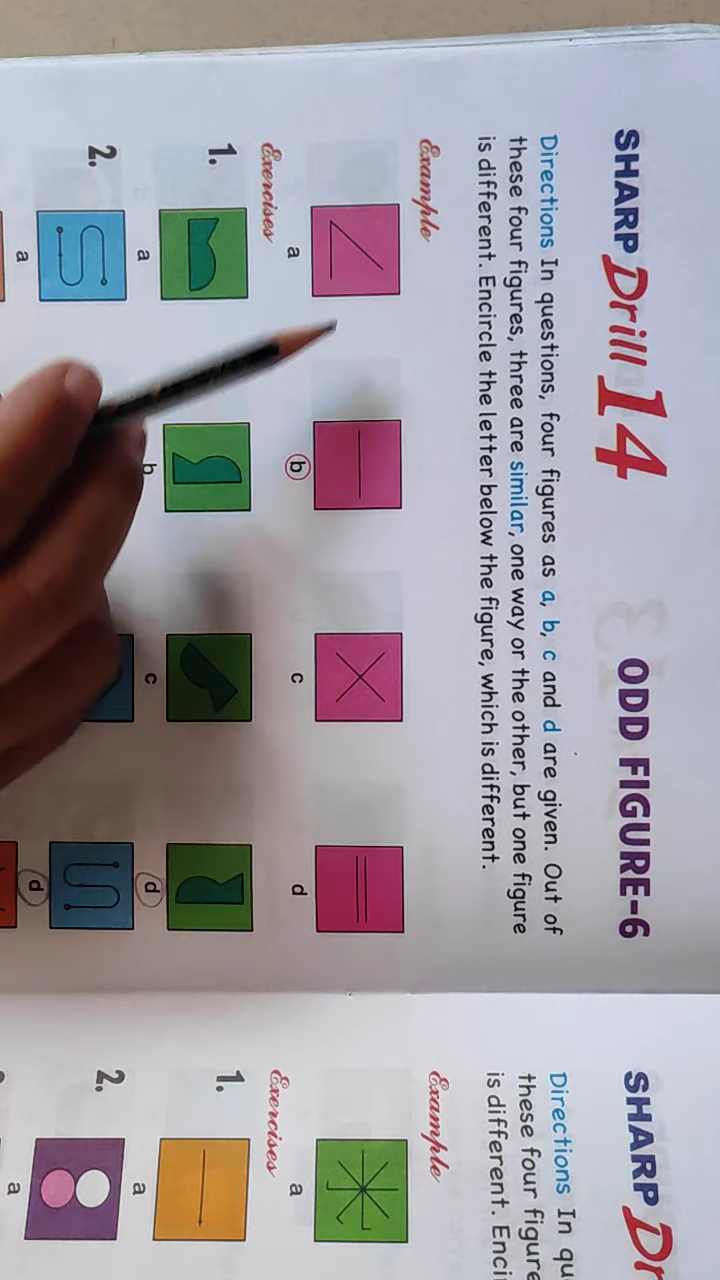 SHARP Drill 14 ODD FIGURE-6
Directions In questions, four figures as a, b, c and d are given. Out of
these four figures, three are similar, one way or the other, but one figure
is different. Encircle the letter below the figure, which is different.
Example
a b c d
Exercises
1.
a b c d
2.
a d
SHARP
Directions In
these four
is different.
Example
a
Exercises
1.
a
2.
a